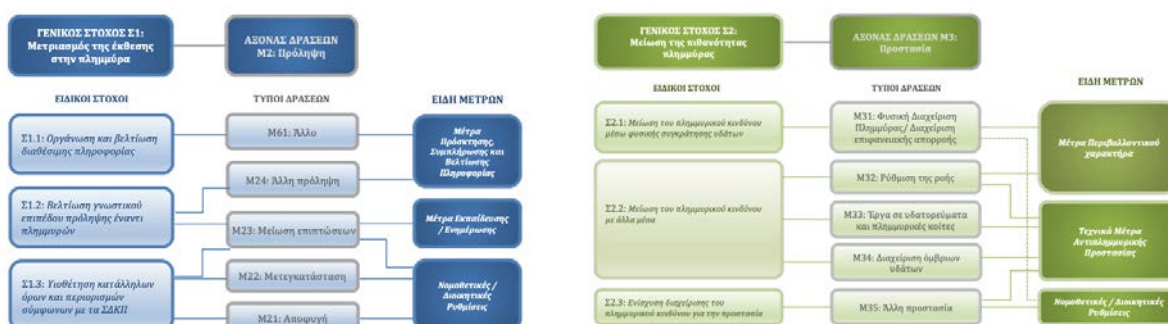 ΓΕΝΙΚΟΣ ΣΤΟΧΟΣ Σ1:
Μετριασμός της έκθεσης
στην πλημμύρα
ΑΞΟΝΑΣ ΔΡΑΣΕΩΝ
Μ2: Πρόληψη
ΕΙΔΙΚΟΙ ΣΤΟΧΟΙ
ΤΥΠΟΙ ΔΡΑΣΕΩΝ
ΕΙΔΗ ΜΕΤΡΩΝ
Σ1.1: Οργάνωση και βελτίωση
διαθέσιμης πληροφορίας
Σ1.2: Βελτίωση γνωστικού
επιπέδου πρόληψης έναντι
πλημμυρών
Σ1.3: Υιοθέτηση κατάλληλων
όρων και περιορισμών
σύμφωνων με τα ΣΔΚΠ
Μ61: Άλλο
Μ24: Άλλη πρόληψη
Μ23: Μείωση επιπτώσεων
Μ22: Μετεγκατάσταση
Μ21: Αποφυγή
Μέτρα
Πρόσκτησης,
Συμπλήρωσης και
Βελτίωσης
Πληροφορίας
Μέτρα Εκπαίδευσης
/ Ενημέρωσης
Νομοθετικές /
Διοικητικές
Ρυθμίσεις
ΓΕΝΙΚΟΣ ΣΤΟΧΟΣ Σ2:
Μείωση της πιθανότητας
πλημμύρας
ΑΞΟΝΑΣ ΔΡΑΣΕΩΝ Μ3:
Προστασία
ΕΙΔΙΚΟΙ ΣΤΟΧΟΙ
ΤΥΠΟΙ ΔΡΑΣΕΩΝ
ΕΙΔΗ ΜΕΤΡΩΝ
Σ2.1: Μείωση του πλημμυρικού κινδύνου
μέσω φυσικής συγκράτησης υδάτων
Σ2.2: Μείωση του πλημμυρικού κινδύνου
με άλλα μέσα
Σ2.3: Ενίσχυση διαχείρισης του
πλημμυρικού κινδύνου για την προστασία
Μ31: Φυσική Διαχείριση
Πλημμύρας/ Διαχείριση
επιφανειακής απορροής
Μ32: Ρύθμιση της ροής
Μ33: Έργα σε υδατορεύματα
και πλημμυρικές κοίτες
Μ34: Διαχείριση όμβριων
υδάτων
Μ35: Άλλη προστασία
Μέτρα Περιβαλλοντικού
χαρακτήρα
Τεχνικά Μέτρα
Αντιπλημμυρικής
Προστασίας
Νομοθετικές / Διοικητικές
Ρυθμίσεις